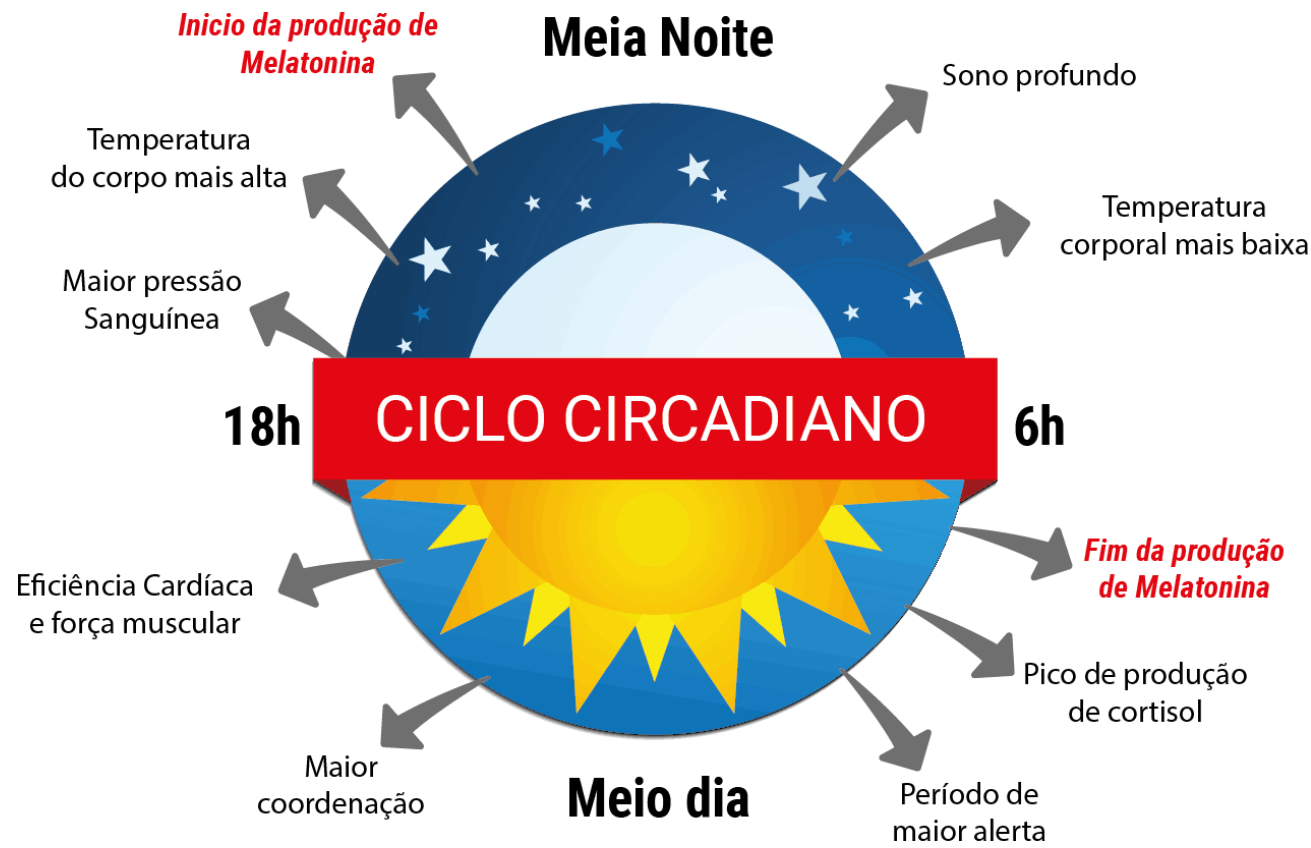 Inicio da produção de
Melatonina
Meia Noite
Sono profundo
Temperatura
do corpo mais alta
Temperatura
corporal mais baixa
Maior pressão
Sanguínea
18h
CICLO CIRCADIANO
6h
Fim da produção
de Melatonina
Eficiência Cardíaca
e força muscular
Pico de produção
de cortisol
Maior
coordenação
Meio dia
Período de
maior alerta